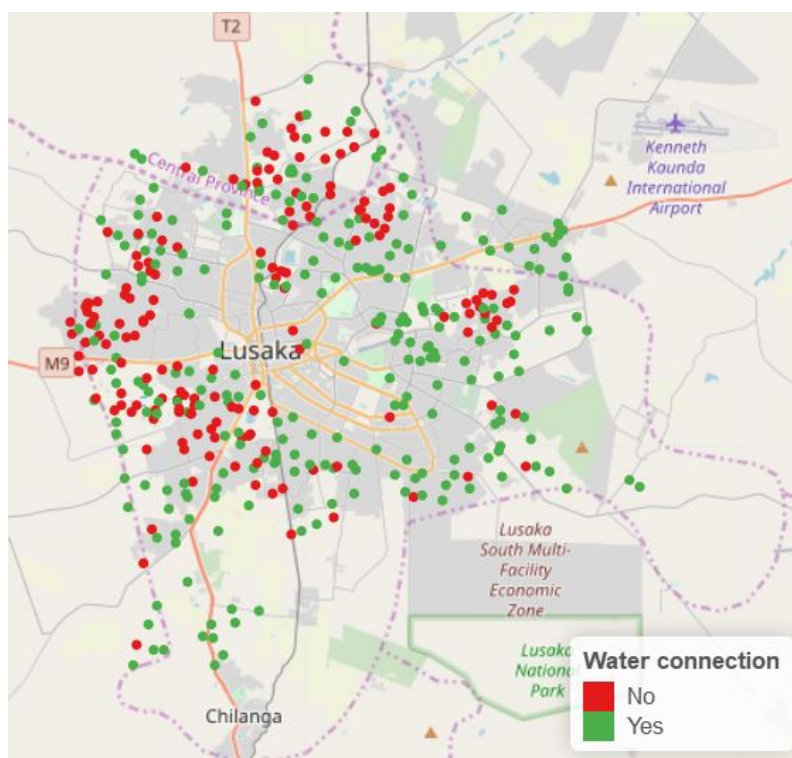 T2
Central Province
Kenneth
Kaunda
International
Airport
Lusaka
M9
Lusaka
South Multi-
Facility
Economic
Zone
Lusaka
National
Park
Chilanga
Water connection
No
Yes